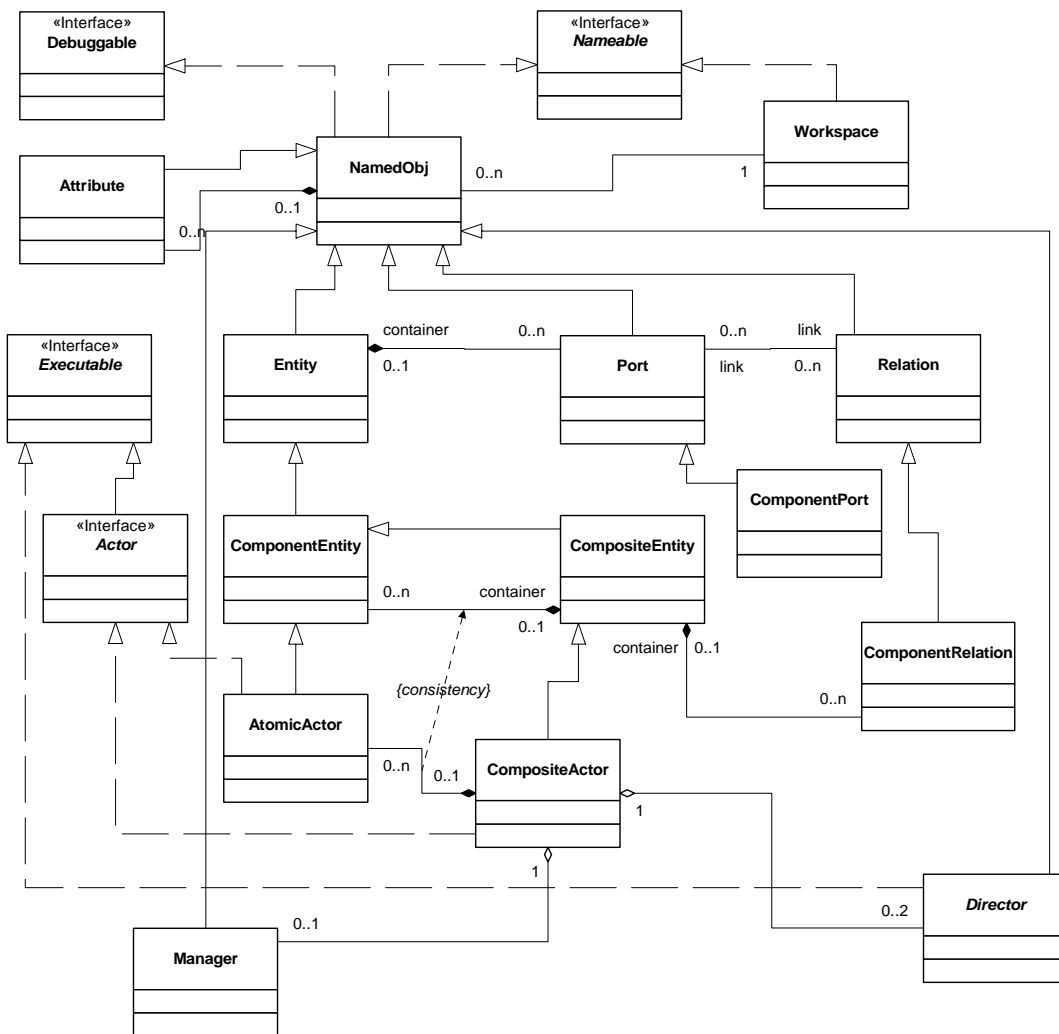 «Interface»
Debuggable
«Interface»
Nameable
Workspace
NamedObj
0..n
1
Attribute
0..1
0..n
container
0..n
0..n
link
«Interface»
Executable
Entity
0..1
Port
link
0..n
Relation
ComponentPort
«Interface»
Actor
ComponentEntity
CompositeEntity
0..n
container
0..1
container
0..1
ComponentRelation
{consistency}
0..n
AtomicActor
0..n
0..1
CompositeActor
1
1
0..2
Director
0..1
Manager